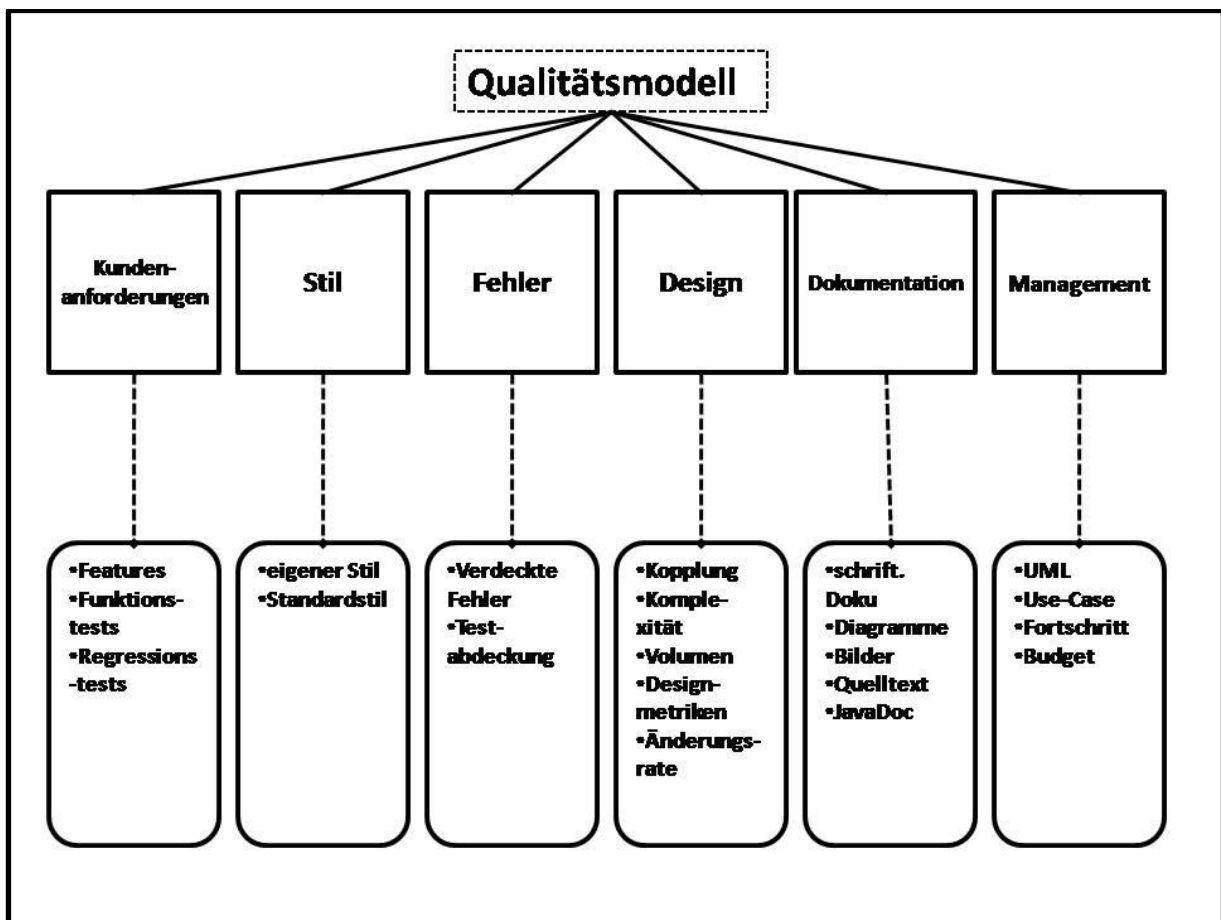 Qualitätsmodell
Kunden-
anforderungen
Stil
Fehler
Design
Dokumentation
Management
•Features
•Funktions-
tests
•Regressions
-tests
•eigener Stil
•Standardstil
•Verdeckte
Fehler
•Test-
abdeckung
•Kopplung
•Komple-
xität
•Volumen
•Design-
metriken
•Änderungs-
rate
•schrift.
Doku
•Diagramme
•Bilder
•Quelltext
•JavaDoc
•UML
•Use-Case
•Fortschritt
•Budget